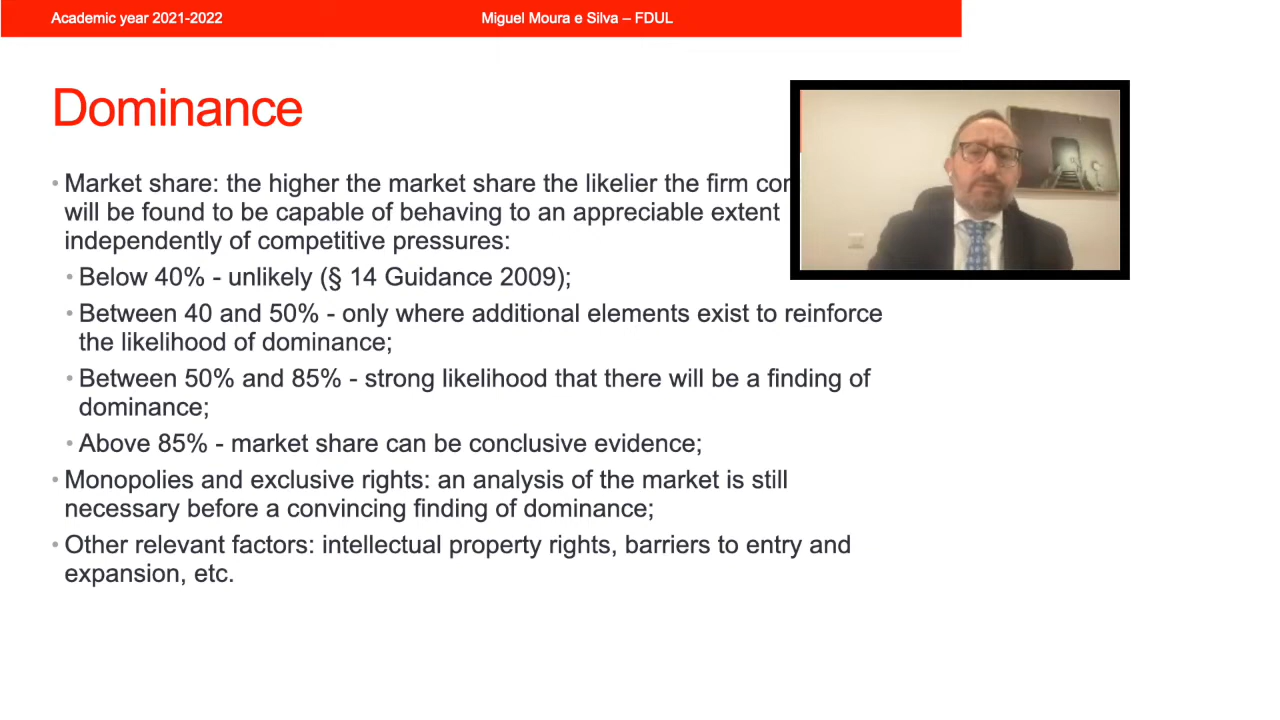 Academic year 2021-2022
Miguel Moura e Silva – FDUL
Dominance
• Market share: the higher the market share the likelier the firm
will be found to be capable of behaving to an appreciable extent
independently of competitive pressures:
• Below 40% - unlikely (§ 14 Guidance 2009);
• Between 40 and 50% - only where additional elements exist to reinforce
the likelihood of dominance;
• Between 50% and 85% - strong likelihood that there will be a finding of
dominance;
• Above 85% - market share can be conclusive evidence;
• Monopolies and exclusive rights: an analysis of the market is still
necessary before a convincing finding of dominance;
• Other relevant factors: intellectual property rights, barriers to entry and
expansion, etc.